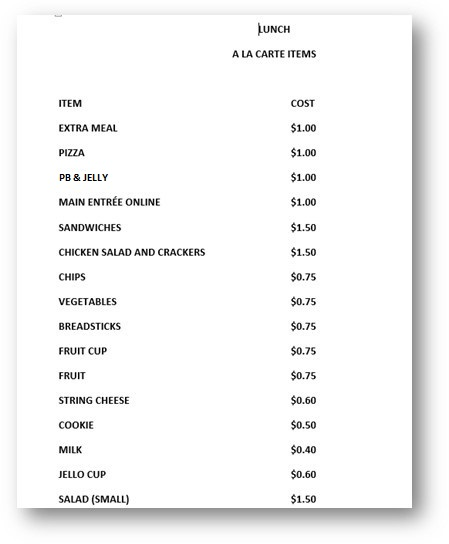 LUNCH
A LA CARTE ITEMS
ITEM COST
EXTRA MEAL $1.00
PIZZA $1.00
PB & JELLY $1.00
MAIN ENTRÉE ONLINE $1.00
SANDWICHES $1.50
CHICKEN SALAD AND CRACKERS $1.50
CHIPS $0.75
VEGETABLES $0.75
BREADSTICKS $0.75
FRUIT CUP $0.75
FRUIT $0.75
STRING CHEESE $0.60
COOKIE $0.50
MILK $0.40
JELLO CUP $0.60
SALAD (SMALL) $1.50